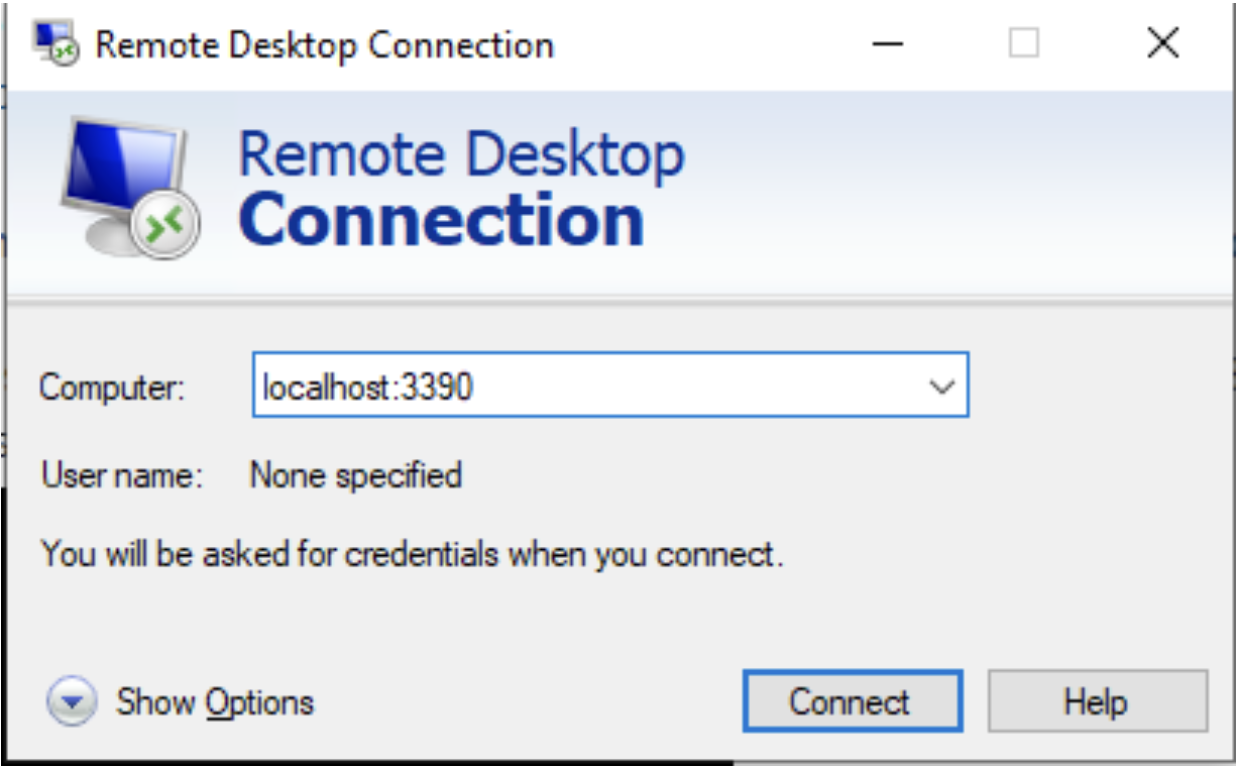 Remote Desktop Connection
Remote Desktop
Connection
Computer: localhost:3390
User name: None specified
You will be asked for credentials when you connect.
Show Options Connect Help